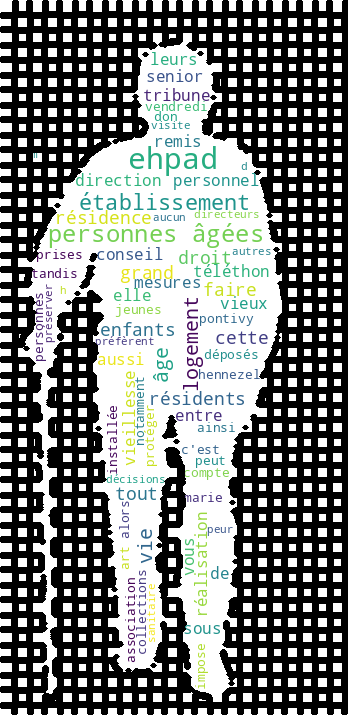 leurs
senior
tribune
vendredi
don
visite
remis
ehpad
d
direction personnel
établissement
résidence aucun directeurs
personnes âgées
prises conseil droit autres
tandis grand téléthon
mesures faire
h elle vieux
préserver jeunes
personnes enfants pontivy
logement cette
préfèrent déposés
aussi âge
hennezel
vieillesse notamment résidents
protéger entre
installée ainsi
c'est
peut
décisions compte
tout marie
alors
art vie peur
réalisation
vous
de
association collections sanitaire
sous
impose